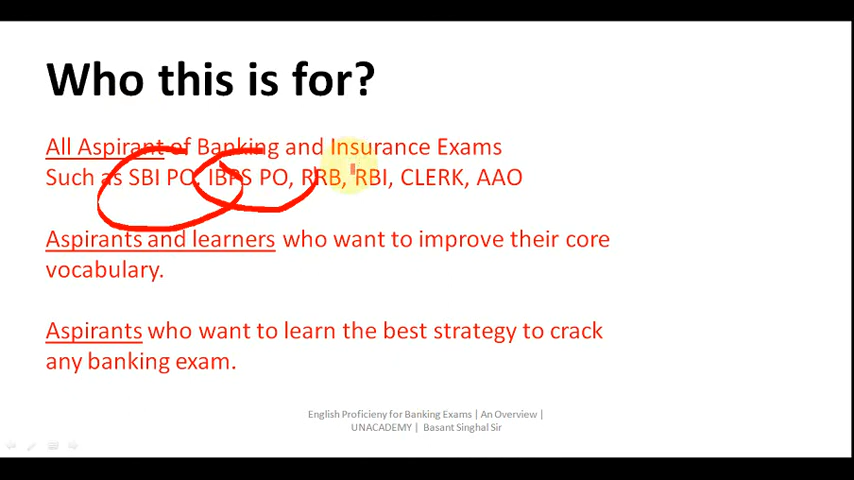 Who this is for?
All Aspirant of Banking and Insurance Exams
Such as SBI PO, IBPS PO, RRB, RBI, CLERK, AAO
Aspirants and learners who want to improve their core
vocabulary.
Aspirants who want to learn the best strategy to crack
any banking exam.
English Proficieny for Banking Exams | An Overview |
UNACADEMY | Basant Singhal Sir